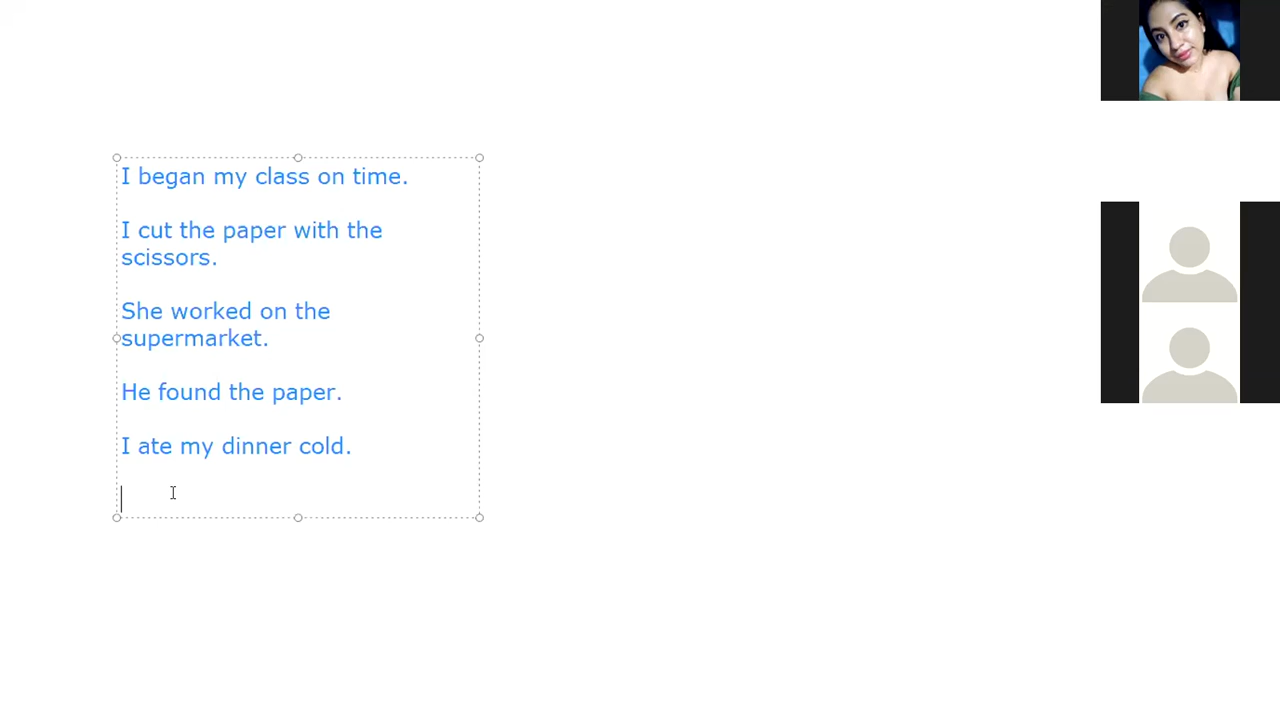 I began my class on time.
I cut the paper with the
scissors.
She worked on the
supermarket.
He found the paper.
I ate my dinner cold.